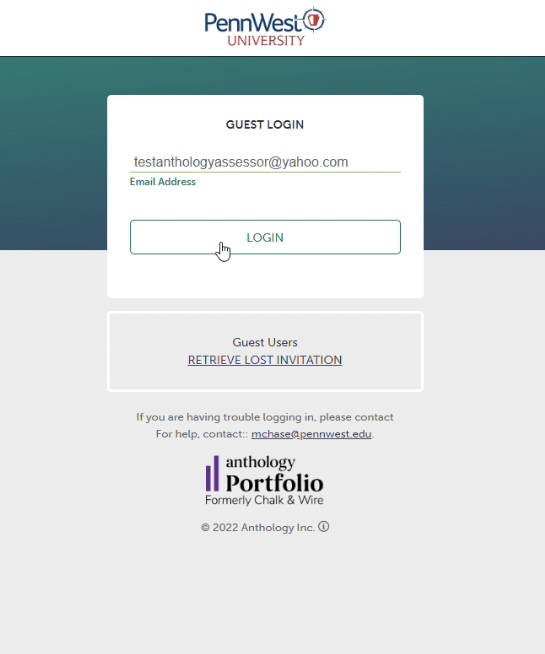 PennWest
UNIVERSITY
GUEST LOGIN
testanthologyassessor@yahoo.com
Email Address
LOGIN
Guest Users
RETRIEVE LOST INVITATION
If you are having trouble logging in, please contact
For help, contact:: mchase@pennwest.edu.
anthology
Portfolio
Formerly Chalk & Wire
© 2022 Anthology Inc.